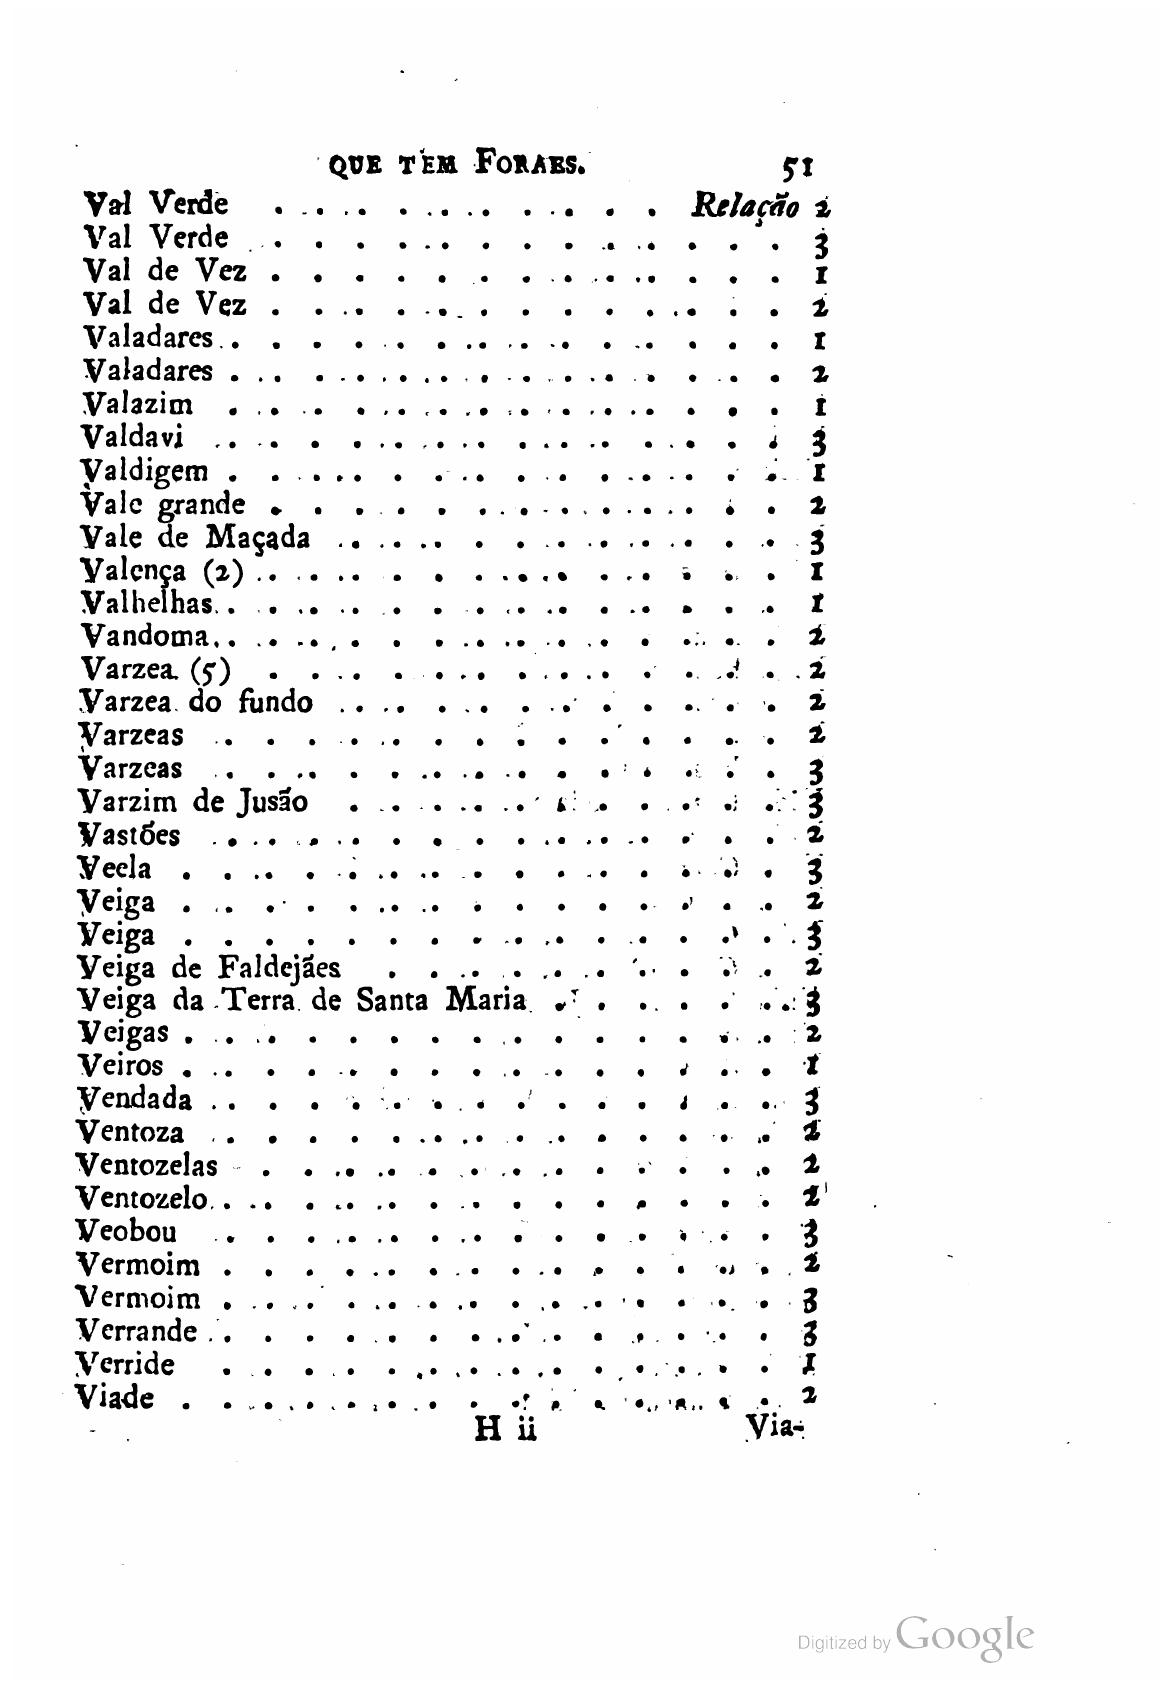 QUE TEM FORAES. 51
Val Verde . . . . . . . . . . . . Relação 2
Val Verde . . . . . . . . . . . . 3
Val de Vez . . . . . . . . . . . . 1
Val de Vez . . . . . . . . . . . . 2
Valadares . . . . . . . . . . . . 1
Valadares . . . . . . . . . . . . 2
Valazim . . . . . . . . . . . . 1
Valdavi . . . . . . . . . . . . 3
Valdigem . . . . . . . . . . . . 1
Vale grande . . . . . . . . . . . . 2
Vale de Maçada . . . . . . . . . . . . 3
Valença (2) . . . . . . . . . . . . 1
Valhelhas . . . . . . . . . . . . 1
Vandoma . . . . . . . . . . . . 2
Varzea (5) . . . . . . . . . . . . 2
Varzea do fundo . . . . . . . . . . . . 2
Varzeas . . . . . . . . . . . . 2
Varzeas . . . . . . . . . . . . 3
Varzim de Jusão . . . . . . . . . . . . 3
Vastões . . . . . . . . . . . . 2
Veela . . . . . . . . . . . . 3
Veiga . . . . . . . . . . . . 2
Veiga . . . . . . . . . . . . 3
Veiga de Faldejães . . . . . . . . . . 2
Veiga da Terra de Santa Maria . . . . . . 3
Veigas . . . . . . . . . . . . 2
Veiros . . . . . . . . . . . . 1
Vendada . . . . . . . . . . . . 3
Ventoza . . . . . . . . . . . . 2
Ventozelas . . . . . . . . . . . . 2
Ventozelo . . . . . . . . . . . . 2
Veobou . . . . . . . . . . . . 3
Vermoim . . . . . . . . . . . . 2
Vermoim . . . . . . . . . . . . 3
Verrande . . . . . . . . . . . . 3
Verride . . . . . . . . . . . . 1
Viade . . . . . . . . . . . . 2
H ii Via-
Digitized by Google